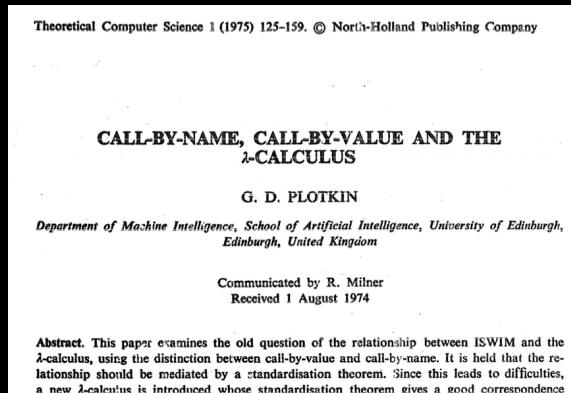 Theoretical Computer Science 1 (1975) 125–159. © North-Holland Publishing Company
CALL-BY-NAME, CALL-BY-VALUE AND THE
λ-CALCULUS
G. D. PLOTKIN
Department of Machine Intelligence, School of Artificial Intelligence, University of Edinburgh,
Edinburgh, United Kingdom
Communicated by R. Milner
Received 1 August 1974
Abstract. This paper examines the old question of the relationship between ISWIM and the
λ-calculus, using the distinction between call-by-value and call-by-name. It is held that the re-
lationship should be mediated by a standardisation theorem. Since this leads to difficulties,
a new λ-calculus is introduced whose standardisation theorem gives a good correspondence